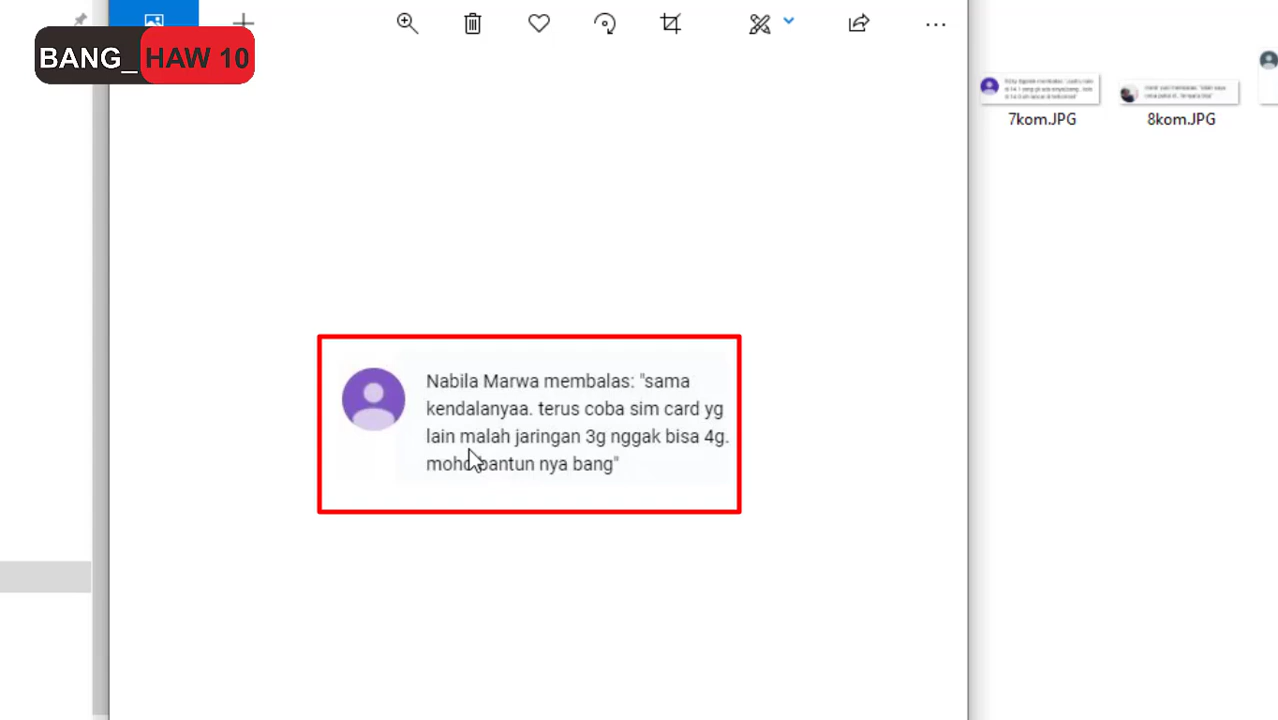 BANG_HAW 10
7kom.JPG
8kom.JPG
Nabila Marwa membalas: "sama
kendalanyaa. terus coba sim card yg
lain malah jaringan 3g nggak bisa 4g.
bantun nya bang"